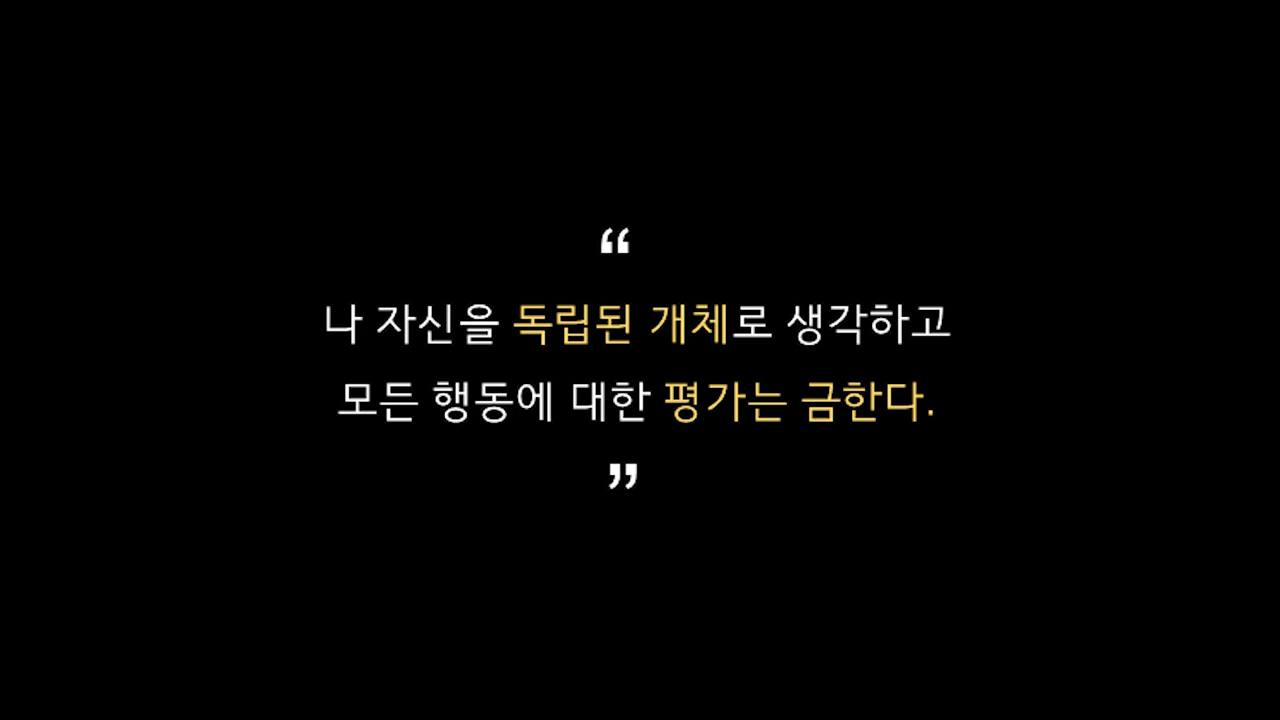 “
나 자신을 독립된 개체로 생각하고
모든 행동에 대한 평가는 금한다.
”